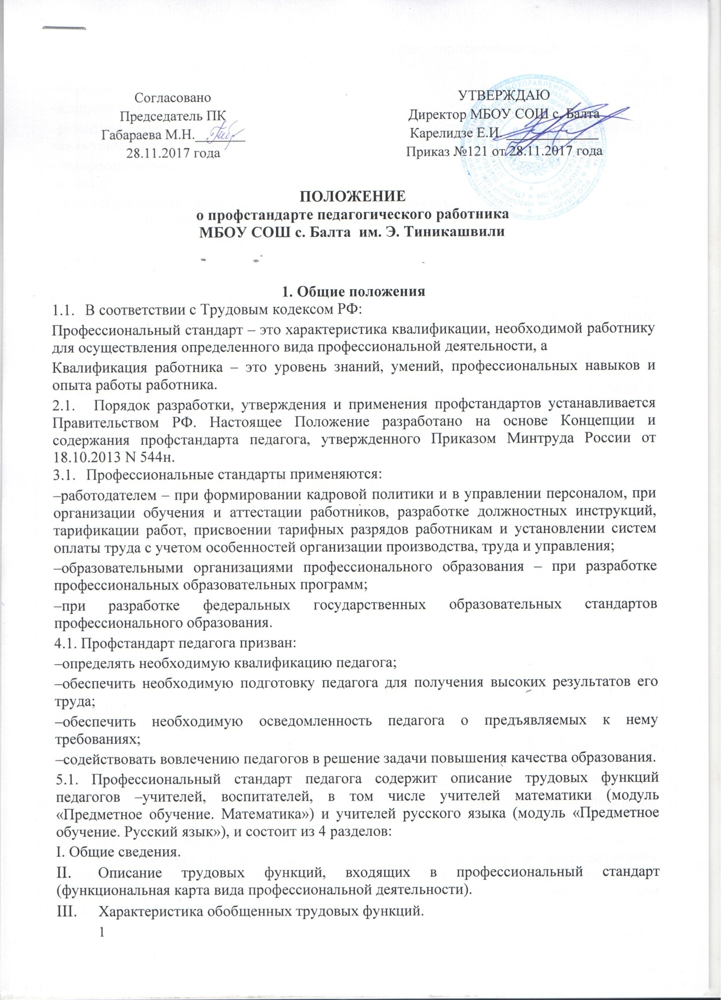 Согласовано
Председатель ПК
Габараева М.Н._______
28.11.2017 года
УТВЕРЖДАЮ
Директор МБОУ СОШ с. Балта
Карелидзе Е.И. _____________
Приказ №121 от 28.11.2017 года
ПОЛОЖЕНИЕ
о профстандарте педагогического работника
МБОУ СОШ с. Балта им. Э. Тиникашвили
1. Общие положения
1.1. В соответствии с Трудовым кодексом РФ:
Профессиональный стандарт – это характеристика квалификации, необходимой работнику
для осуществления определенного вида профессиональной деятельности, а
Квалификация работника – это уровень знаний, умений, профессиональных навыков и
опыта работы работника.
2.1. Порядок разработки, утверждения и применения профстандартов устанавливается
Правительством РФ. Настоящее Положение разработано на основе Концепции и
содержания профстандарта педагога, утвержденного Приказом Минтруда России от
18.10.2013 N 544н.
3.1. Профессиональные стандарты применяются:
–работодателем – при формировании кадровой политики и в управлении персоналом, при
организации обучения и аттестации работников, разработке должностных инструкций,
тарификации работ, присвоении тарифных разрядов работникам и установлении систем
оплаты труда с учетом особенностей организации производства, труда и управления;
–образовательными организациями профессионального образования – при разработке
профессиональных образовательных программ;
–при разработке федеральных государственных образовательных стандартов
профессионального образования.
4.1. Профстандарт педагога призван:
–определять необходимую квалификацию педагога;
–обеспечить необходимую подготовку педагога для получения высоких результатов его
труда;
–обеспечить необходимую осведомленность педагога о предъявляемых к нему
требованиях;
–содействовать вовлечению педагогов в решение задачи повышения качества образования.
5.1. Профессиональный стандарт педагога содержит описание трудовых функций
педагогов –учителей, воспитателей, в том числе учителей математики (модуль
«Предметное обучение. Математика») и учителей русского языка (модуль «Предметное
обучение. Русский язык»), и состоит из 4 разделов:
I. Общие сведения.
II. Описание трудовых функций, входящих в профессиональный стандарт
(функциональная карта вида профессиональной деятельности).
III. Характеристика обобщенных трудовых функций.
1